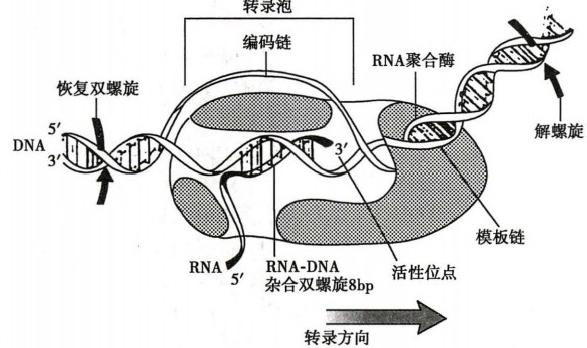 转录泡
编码链
RNA聚合酶
恢复双螺旋
解螺旋
DNA
5′
3′
3′
模板链
RNA
5′
RNA-DNA
杂合双螺旋8bp
活性位点
转录方向